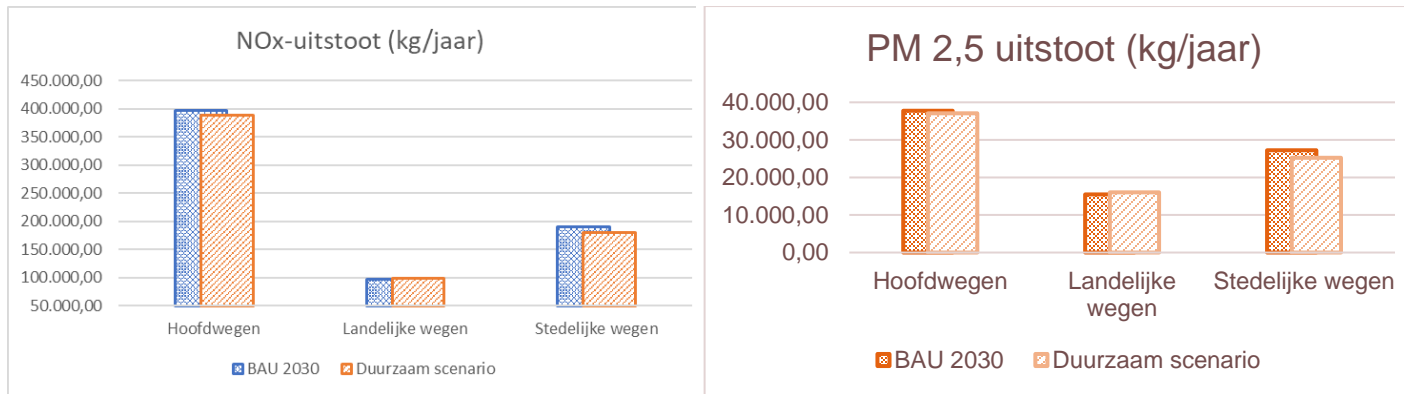 NOx-uitstoot (kg/jaar)
450.000,00
400.000,00
350.000,00
300.000,00
250.000,00
200.000,00
150.000,00
100.000,00
50.000,00
Hoofdwegen
Landelijke wegen
Stedelijke wegen
BAU 2030
Duurzaam scenario
PM 2,5 uitstoot (kg/jaar)
40.000,00
30.000,00
20.000,00
10.000,00
0,00
Hoofdwegen
Landelijke
wegen
Stedelijke wegen
BAU 2030
Duurzaam scenario